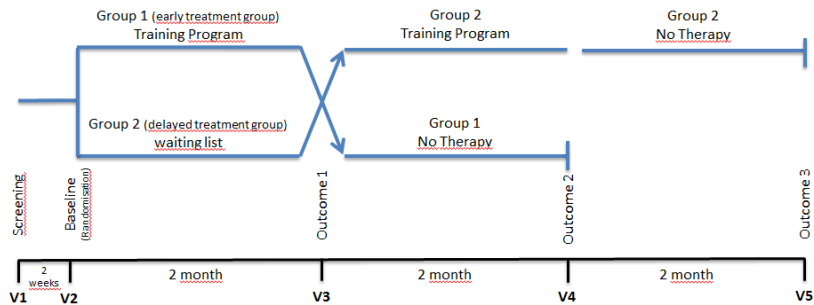 Group 1 (early treatment group)
Training Program
Group 2
Training Program
Group 2
No Therapy
Group 2 (delayed treatment group)
waiting list
Group 1
No Therapy
Screening
Baseline
(Randomisation)
Outcome 1
Outcome 2
Outcome 3
2
weeks
2 month
2 month
2 month
V1
V2
V3
V4
V5